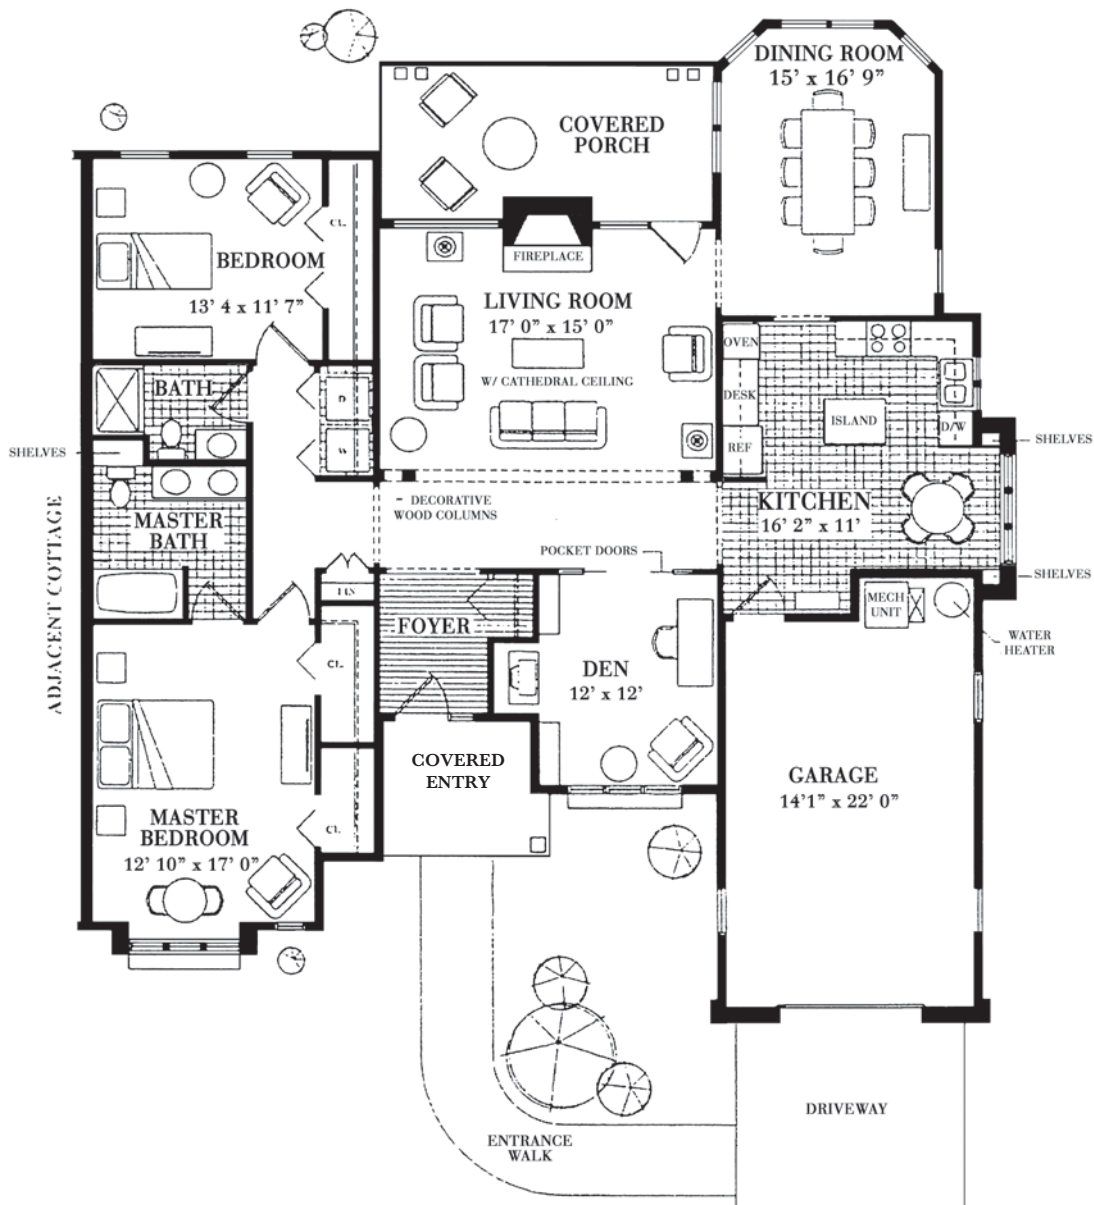 DINING ROOM
15' x 16' 9"
COVERED
PORCH
CL.
BEDROOM
13' 4 x 11' 7"
FIREPLACE
LIVING ROOM
17' 0" x 15' 0"
W/ CATHEDRAL CEILING
OVEN
DESK
REF
ISLAND
D/W
SHELVES
BATH
D
W
SHELVES
MASTER
BATH
ADJACENT COTTAGE
DECORATIVE
WOOD COLUMNS
KITCHEN
16' 2" x 11'
POCKET DOORS
SHELVES
MECH
UNIT
WATER
HEATER
FOYER
CL.
DEN
12' x 12'
COVERED
ENTRY
GARAGE
14'1" x 22' 0"
MASTER
BEDROOM
12' 10" x 17' 0"
CL.
DRIVEWAY
ENTRANCE
WALK